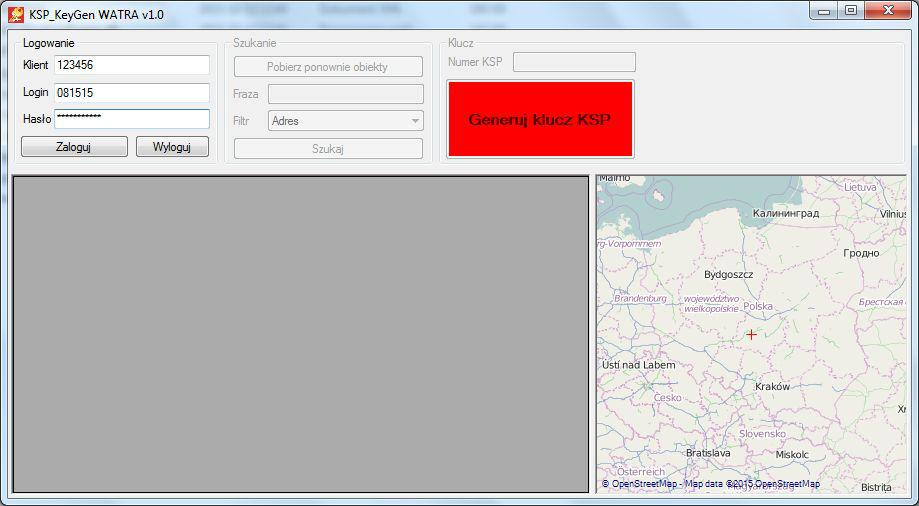 KSP_KeyGen WATRA v1.0
Logowanie
Klient 123456
Login 081515
Hasło ***********
Zaloguj Wyloguj
Szukanie
Pobierz ponownie obiekty
Fraza
Filtr Adres
Szukaj
Klucz
Numer KSP
Generuj klucz KSP
Malmö
Lietuva
Калининград Vilnius
rg-Vorpommern
Гродно
Bydgoszcz
Brandenburg województwo wielkopolskie Polska Брестская о
Ústí nad Labem
Kraków
Česko
Slovensko
Bratislava Miskolc
Österreich
Magyarország
© OpenStreetMap - Map data ©2015 OpenStreetMap
Bistrița